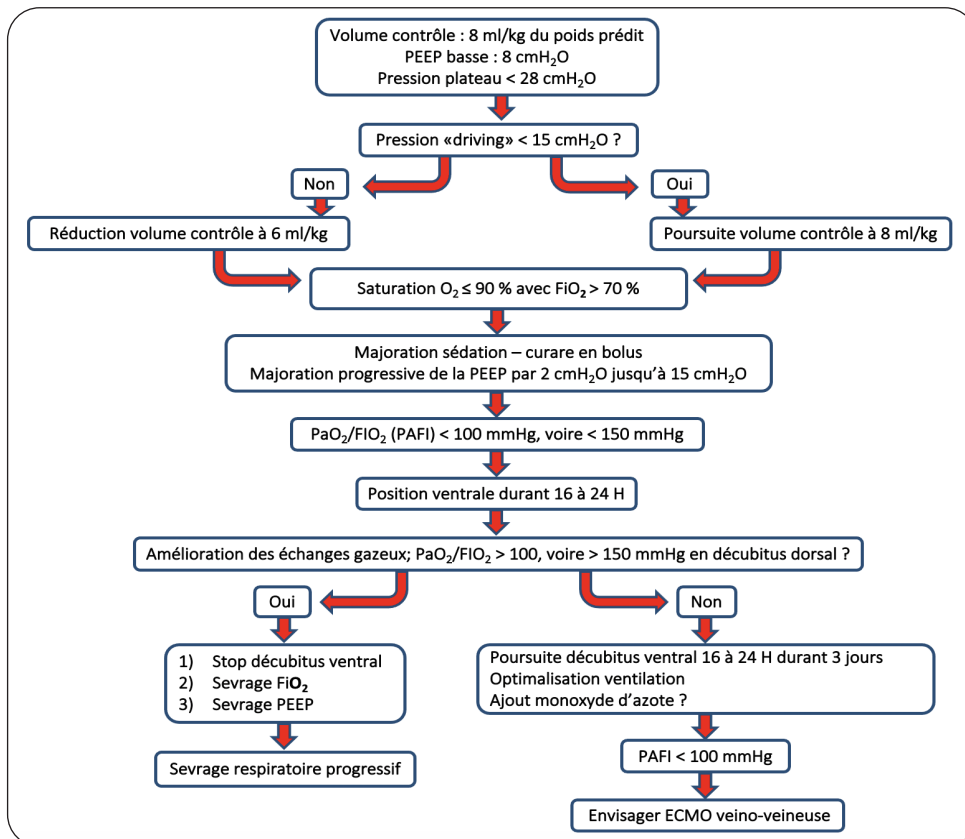 Volume contrôle : 8 ml/kg du poids prédit
PEEP basse : 8 cmH₂O
Pression plateau < 28 cmH₂O
Pression «driving» < 15 cmH₂O ?
Non
Oui
Réduction volume contrôle à 6 ml/kg
Poursuite volume contrôle à 8 ml/kg
Saturation O₂ ≤ 90 % avec FiO₂ > 70 %
Majoration sédation – curare en bolus
Majoration progressive de la PEEP par 2 cmH₂O jusqu’à 15 cmH₂O
PaO₂/FIO₂ (PAFI) < 100 mmHg, voire < 150 mmHg
Position ventrale durant 16 à 24 H
Amélioration des échanges gazeux; PaO₂/FIO₂ > 100, voire > 150 mmHg en décubitus dorsal ?
Oui
Non
1) Stop décubitus ventral
2) Sevrage FiO₂
3) Sevrage PEEP
Poursuite décubitus ventral 16 à 24 H durant 3 jours
Optimalisation ventilation
Ajout monoxyde d’azote ?
Sevrage respiratoire progressif
PAFI < 100 mmHg
Envisager ECMO veino-veineuse